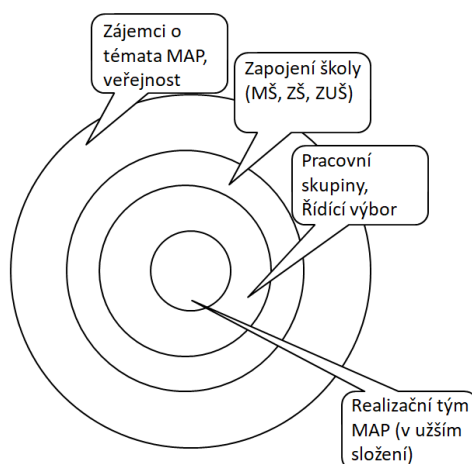 Zájemci o
témata MAP,
veřejnost
Zapojení školy
(MŠ, ZŠ, ZUŠ)
Pracovní
skupiny,
Řídící výbor
Realizační tým
MAP (v užším
složení)